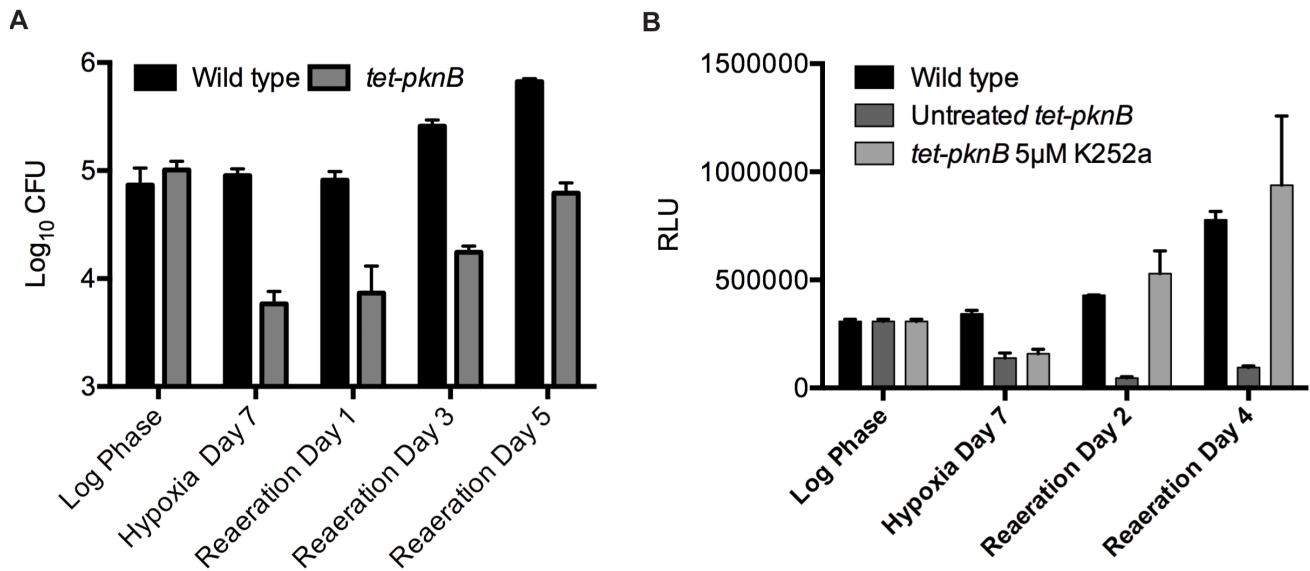 A
B
6
5
4
3
Log10 CFU
Wild type
tet-pknB
Log Phase
Hypoxia Day 7
Reaeration Day 1
Reaeration Day 3
Reaeration Day 5
1500000
1000000
500000
0
RLU
Wild type
Untreated tet-pknB
tet-pknB 5µM K252a
Log Phase
Hypoxia Day 7
Reaeration Day 2
Reaeration Day 4